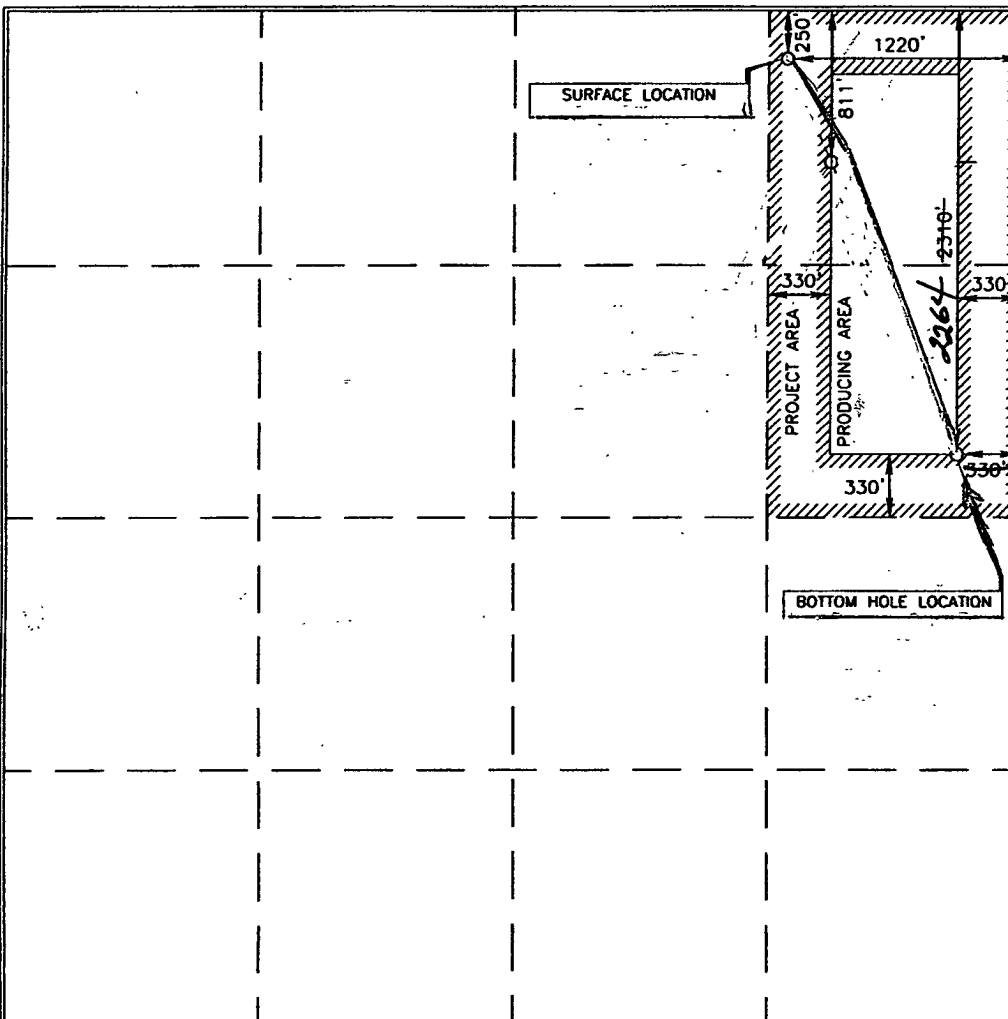 250'
1220'
SURFACE LOCATION
811'
2310'
2264
330'
330
PROJECT AREA
PRODUCING AREA
330'
330'
BOTTOM HOLE LOCATION